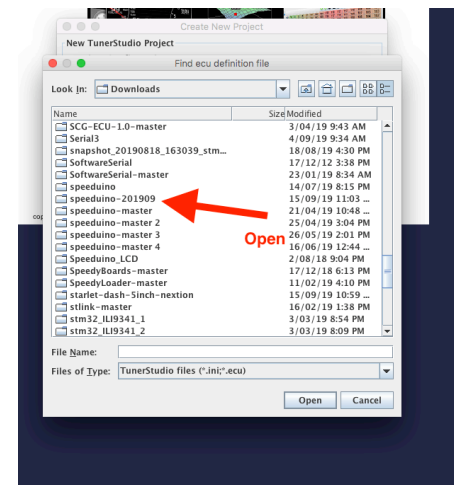 Create New Project
New TunerStudio Project
Find ecu definition file
Look In: Downloads
Name Size Modified
SCG-ECU-1.0-master 3/04/19 9:43 AM
Serial3 4/09/19 9:34 AM
snapshot_20190818_163039_stm... 18/08/19 4:30 PM
SoftwareSerial 17/12/12 3:38 PM
SoftwareSerial-master 23/01/19 8:34 AM
speeduino 14/07/19 8:15 PM
speeduino-201909 15/09/19 11:03 ...
speeduino-master 21/04/19 10:48 ...
speeduino-master 2 25/04/19 3:04 PM
speeduino-master 3 26/05/19 2:01 PM
Open
speeduino-master 4 16/06/19 12:44 ...
Speeduino_LCD 2/08/18 9:04 PM
SpeedyBoards-master 17/12/18 6:13 PM
SpeedyLoader-master 11/02/19 4:10 PM
starlet-dash-5inch-nextion 15/09/19 10:59 ...
stlink-master 16/02/19 1:38 PM
stm32_ILI9341_1 3/03/19 8:54 PM
stm32_ILI9341_2 3/03/19 8:09 PM
File Name:
Files of Type: TunerStudio files (*.ini;*.ecu)
Open Cancel